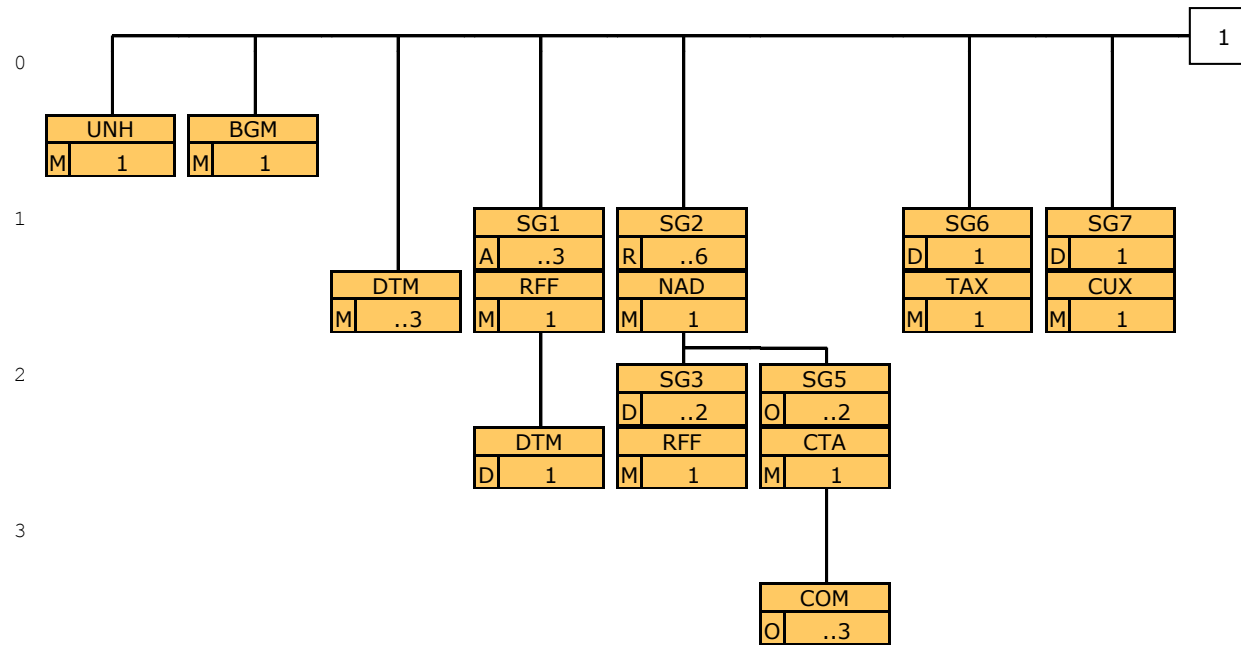 1
0
UNH
M 1
BGM
M 1
1
SG1
A ..3
RFF
M 1
SG2
R ..6
NAD
M 1
SG6
D 1
TAX
M 1
SG7
D 1
CUX
M 1
DTM
M ..3
2
SG3
D ..2
RFF
M 1
SG5
O ..2
CTA
M 1
DTM
D 1
3
COM
O ..3